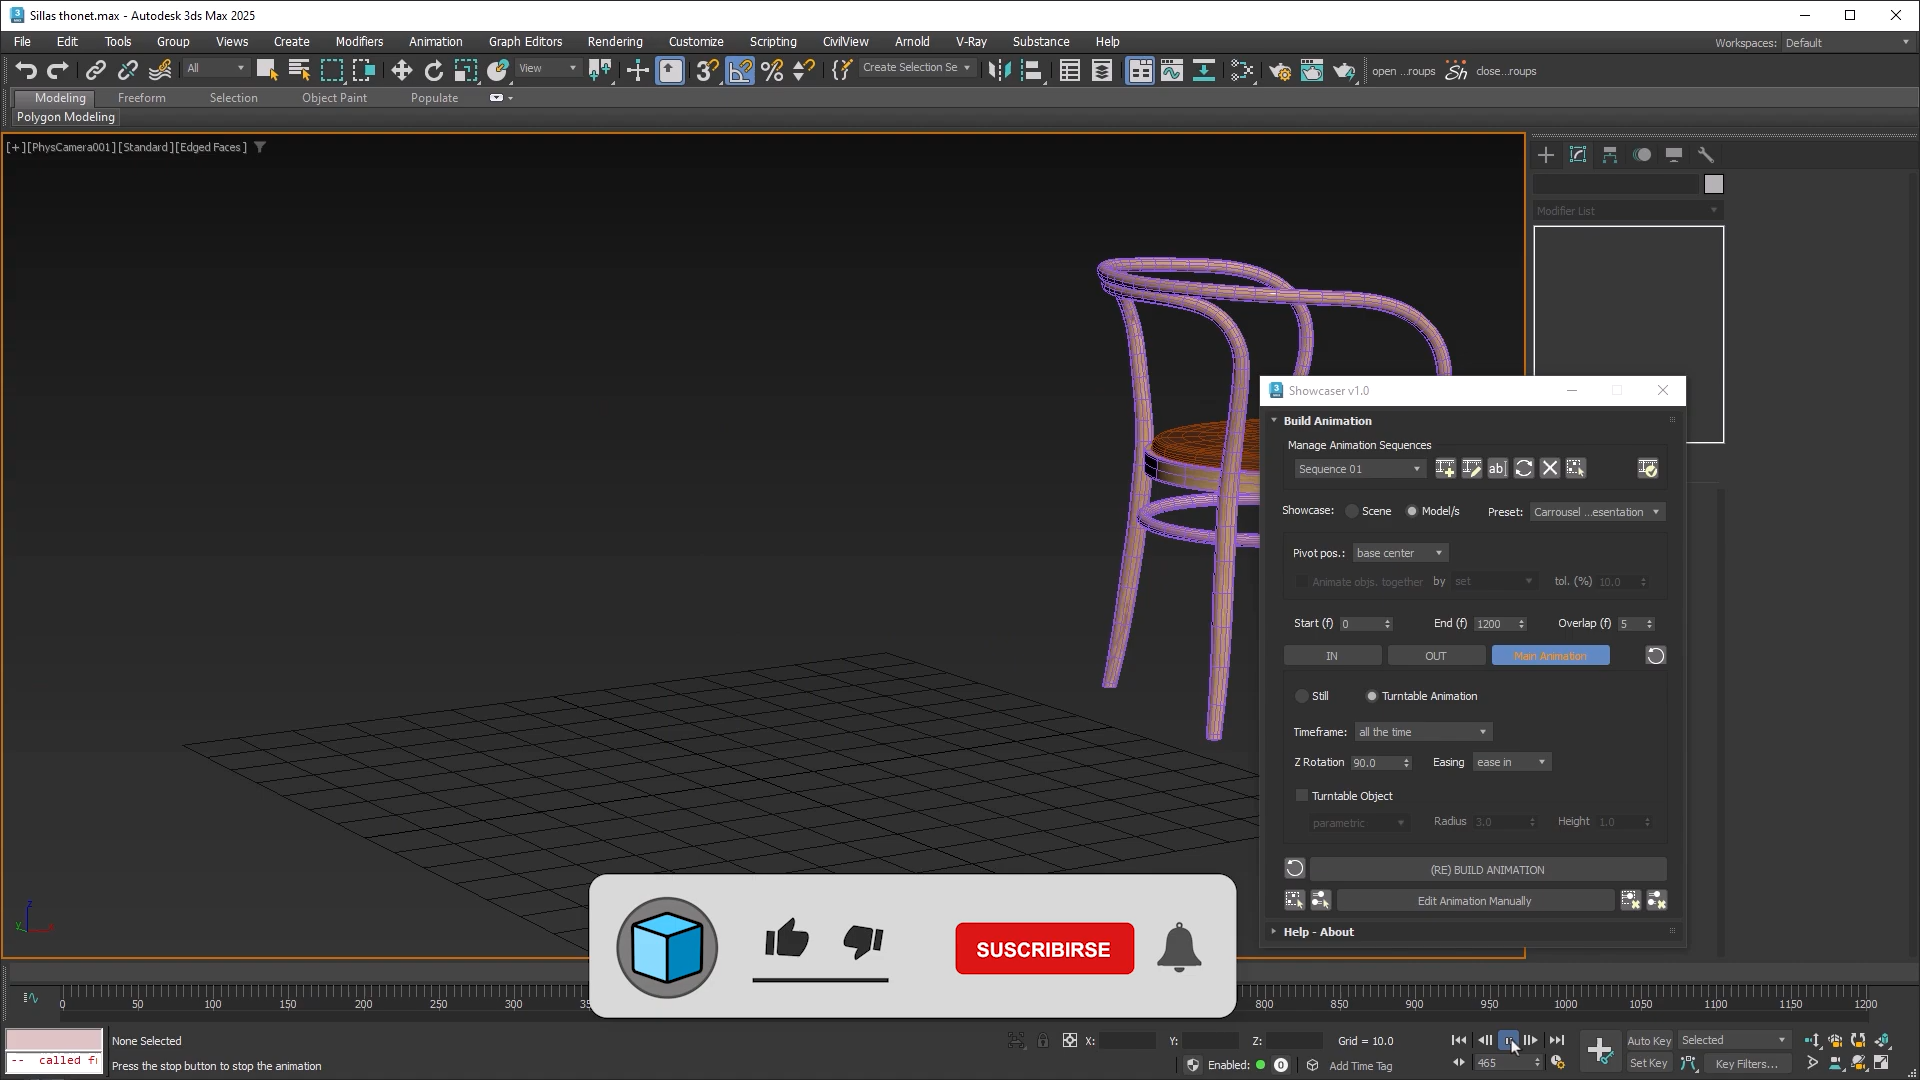 Sillas thonet.max - Autodesk 3ds Max 2025
File Edit Tools Group Views Create Modifiers Animation Graph Editors Rendering Customize Scripting CivilView Arnold V-Ray Substance Help
Workspaces: Default
All View Create Selection Se open ...roups Sh close...roups
Modeling Freeform Selection Object Paint Populate
Polygon Modeling
[+][PhysCamera001][Standard][Edged Faces]
Modifier List
Showcaser v1.0
Build Animation
Manage Animation Sequences
Sequence 01
Showcase: Scene Model/s Preset: Carrousel ...esentation
Pivot pos.: base center
Animate objs. together by set tol. (%) 10.0
Start (f) 0 End (f) 1200 Overlap (f) 5
IN OUT Main Animation
Still Turntable Animation
Timeframe: all the time
Z Rotation 90.0 Easing ease in
Turntable Object
parametric Radius 3.0 Height 1.0
(RE) BUILD ANIMATION
Edit Animation Manually
Help - About
SUSCRIBIRSE
z
y
0 50 100 150 200 250 300 800 850 900 950 1000 1050 1100 1150 1200
None Selected X: Y: Z: Grid = 10.0 Auto Key Selected
-- called f
Press the stop button to stop the animation Enabled: 0 Add Time Tag 465 Set Key Key Filters...